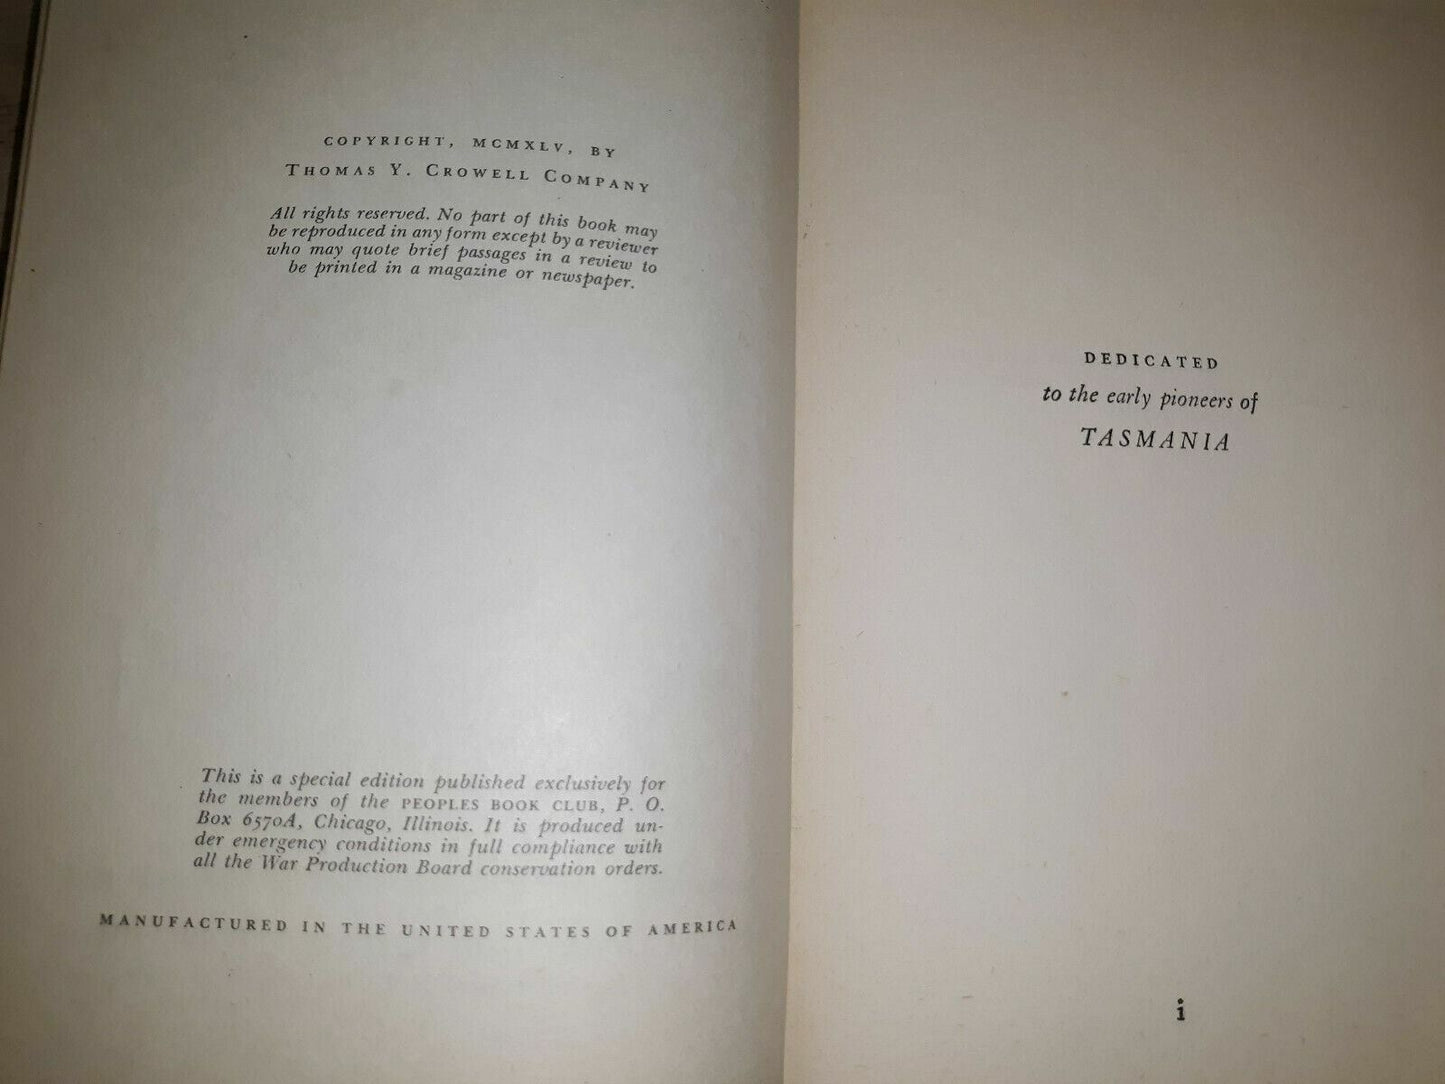 COPYRIGHT, MCMXLV, BY
THOMAS Y. CROWELL COMPANY
All rights reserved. No part of this book may
be reproduced in any form except by a reviewer
who may quote brief passages in a review to
be printed in a magazine or newspaper.
This is a special edition published exclusively for
the members of the PEOPLES BOOK CLUB, P. O.
Box 6570A, Chicago, Illinois. It is produced un-
der emergency conditions in full compliance with
all the War Production Board conservation orders.
MANUFACTURED IN THE UNITED STATES OF AMERICA
DEDICATED
to the early pioneers of
TASMANIA
i